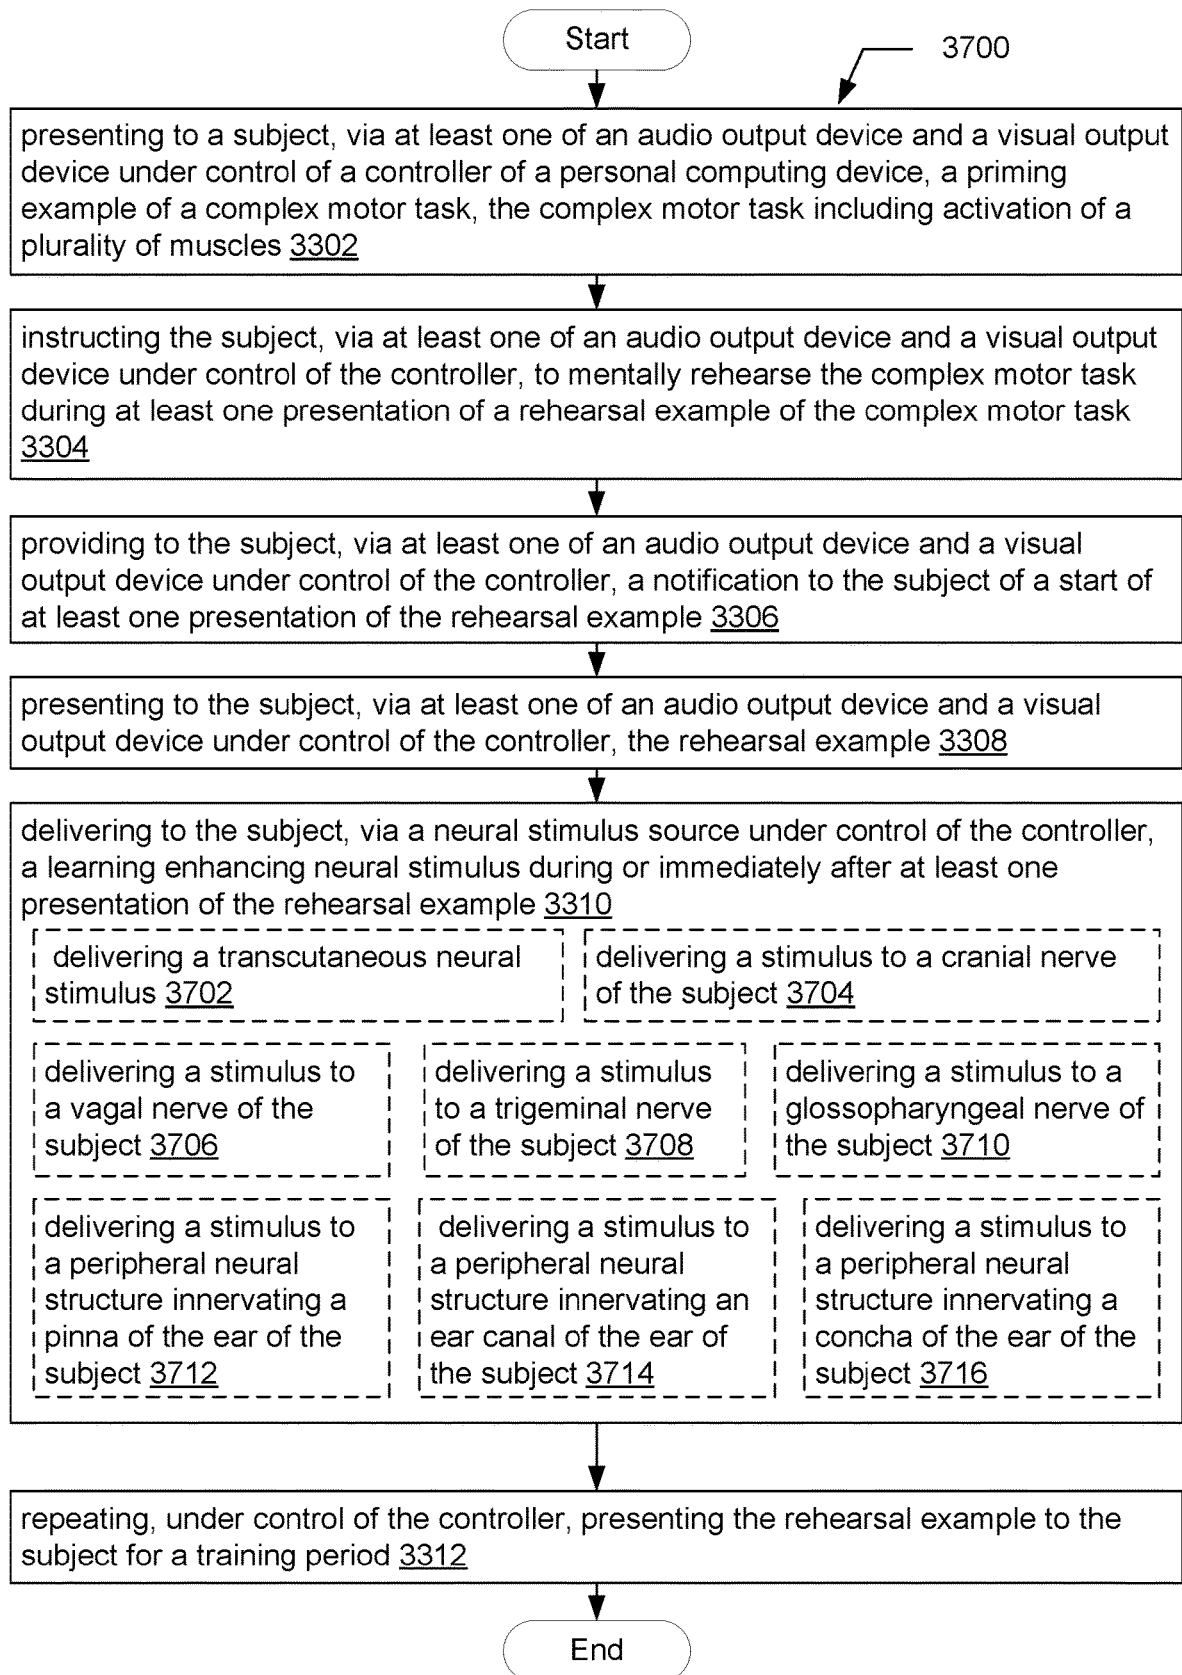 Start
3700
presenting to a subject, via at least one of an audio output device and a visual output
device under control of a controller of a personal computing device, a priming
example of a complex motor task, the complex motor task including activation of a
plurality of muscles 3302
instructing the subject, via at least one of an audio output device and a visual output
device under control of the controller, to mentally rehearse the complex motor task
during at least one presentation of a rehearsal example of the complex motor task
3304
providing to the subject, via at least one of an audio output device and a visual
output device under control of the controller, a notification to the subject of a start of
at least one presentation of the rehearsal example 3306
presenting to the subject, via at least one of an audio output device and a visual
output device under control of the controller, the rehearsal example 3308
delivering to the subject, via a neural stimulus source under control of the controller,
a learning enhancing neural stimulus during or immediately after at least one
presentation of the rehearsal example 3310
delivering a transcutaneous neural
stimulus 3702
delivering a stimulus to a cranial nerve
of the subject 3704
delivering a stimulus to
a vagal nerve of the
subject 3706
delivering a stimulus
to a trigeminal nerve
of the subject 3708
delivering a stimulus to a
glossopharyngeal nerve of
the subject 3710
delivering a stimulus to
a peripheral neural
structure innervating a
pinna of the ear of the
subject 3712
delivering a stimulus to
a peripheral neural
structure innervating an
ear canal of the ear of
the subject 3714
delivering a stimulus to
a peripheral neural
structure innervating a
concha of the ear of the
subject 3716
repeating, under control of the controller, presenting the rehearsal example to the
subject for a training period 3312
End